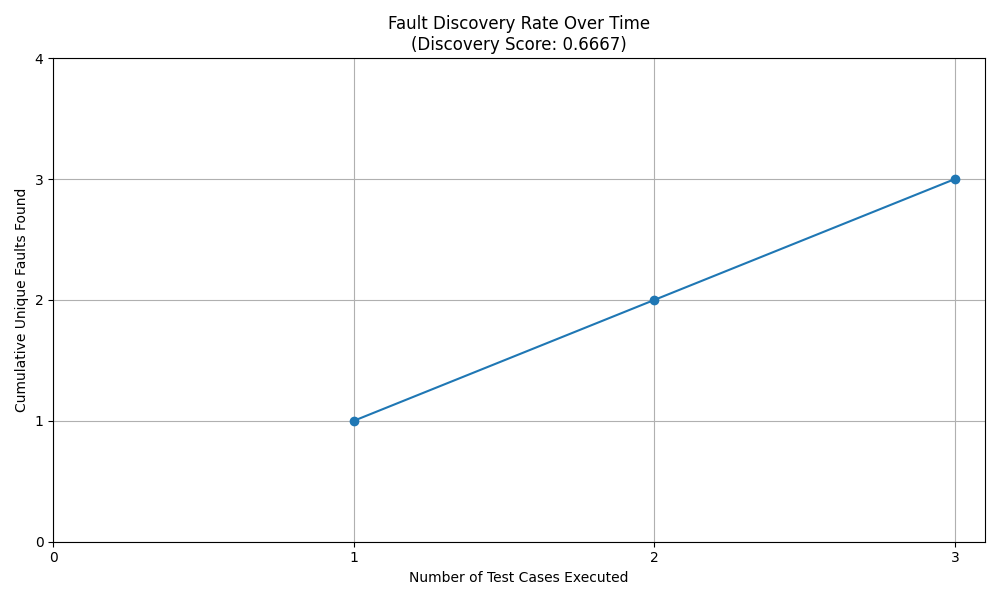 Fault Discovery Rate Over Time
(Discovery Score: 0.6667)
4
3
2
1
0
Cumulative Unique Faults Found
0 1 2 3
Number of Test Cases Executed